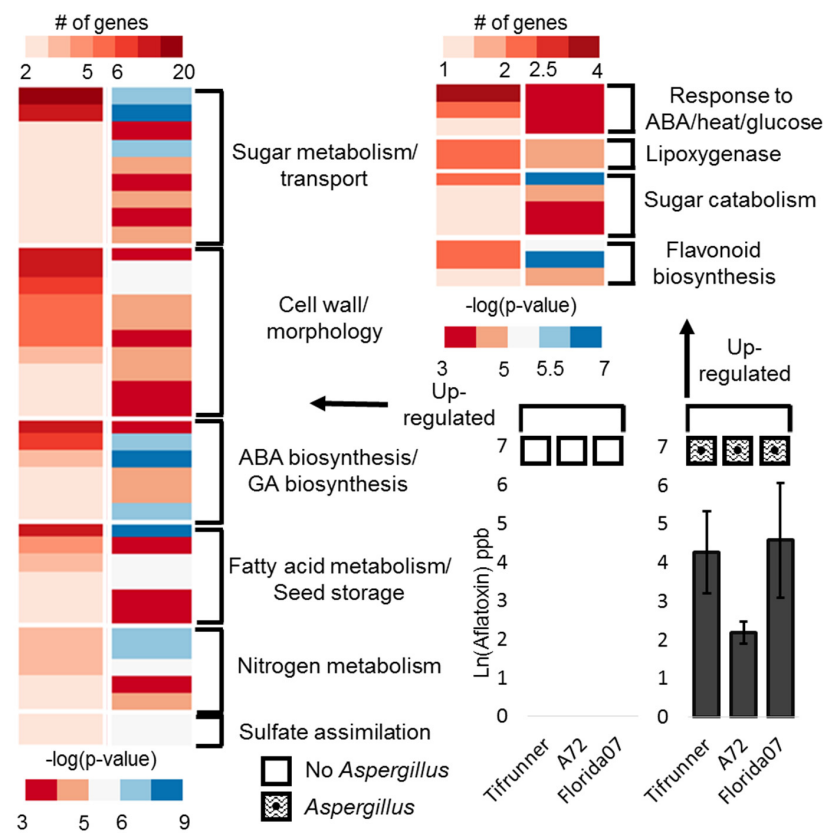 # of genes
2 5 6 20
Sugar metabolism/
transport
Cell wall/
morphology
ABA biosynthesis/
GA biosynthesis
Fatty acid metabolism/
Seed storage
Nitrogen metabolism
Sulfate assimilation
-log(p-value)
3 5 6 9
# of genes
1 2 2.5 4
Response to
ABA/heat/glucose
Lipoxygenase
Sugar catabolism
Flavonoid
biosynthesis
-log(p-value)
3 5 5.5 7
Up-
regulated
Up-
regulated
Ln(Aflatoxin) ppb
7
6
5
4
3
2
1
0
Tifrunner
A72
Florida07
7
6
5
4
3
2
1
0
Tifrunner
A72
Florida07
No Aspergillus
Aspergillus